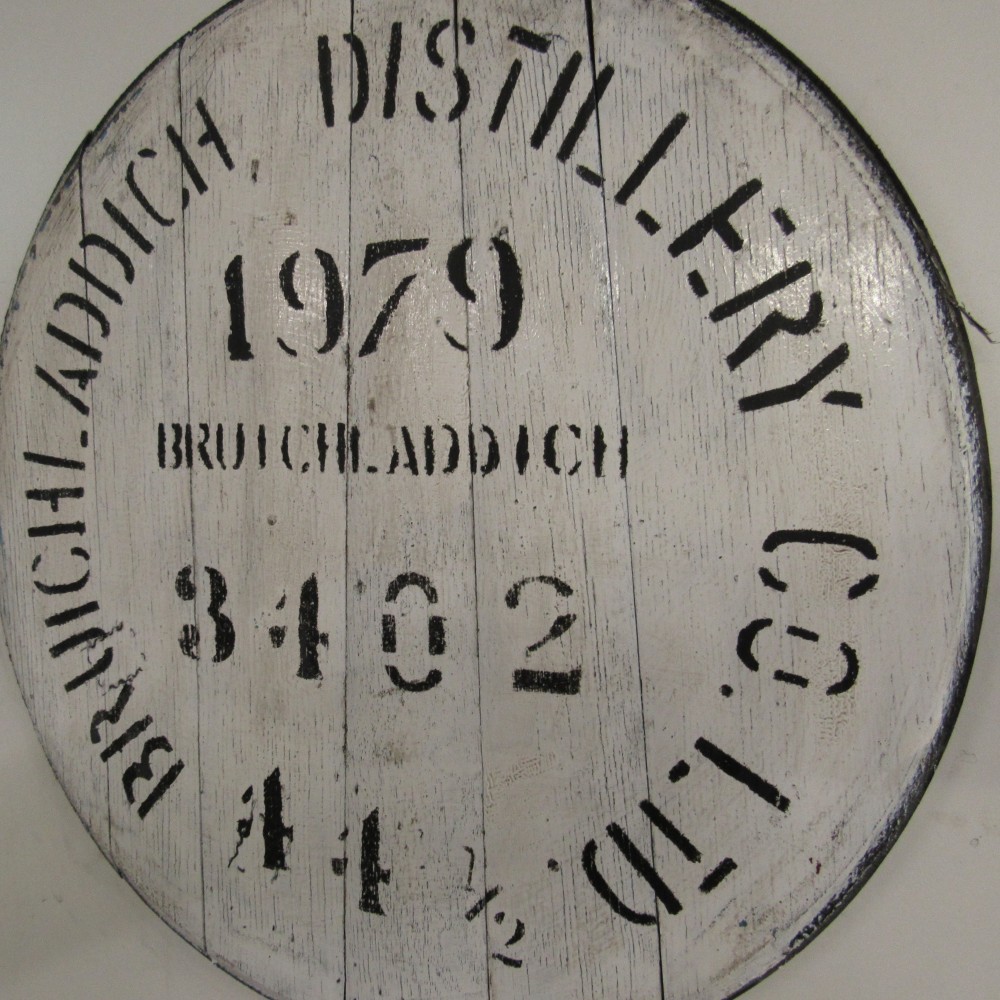 BRUICHLADDICH DISTILLERY CO. LTD.
1979
BRUICHLADDICH
3402
44 1/2